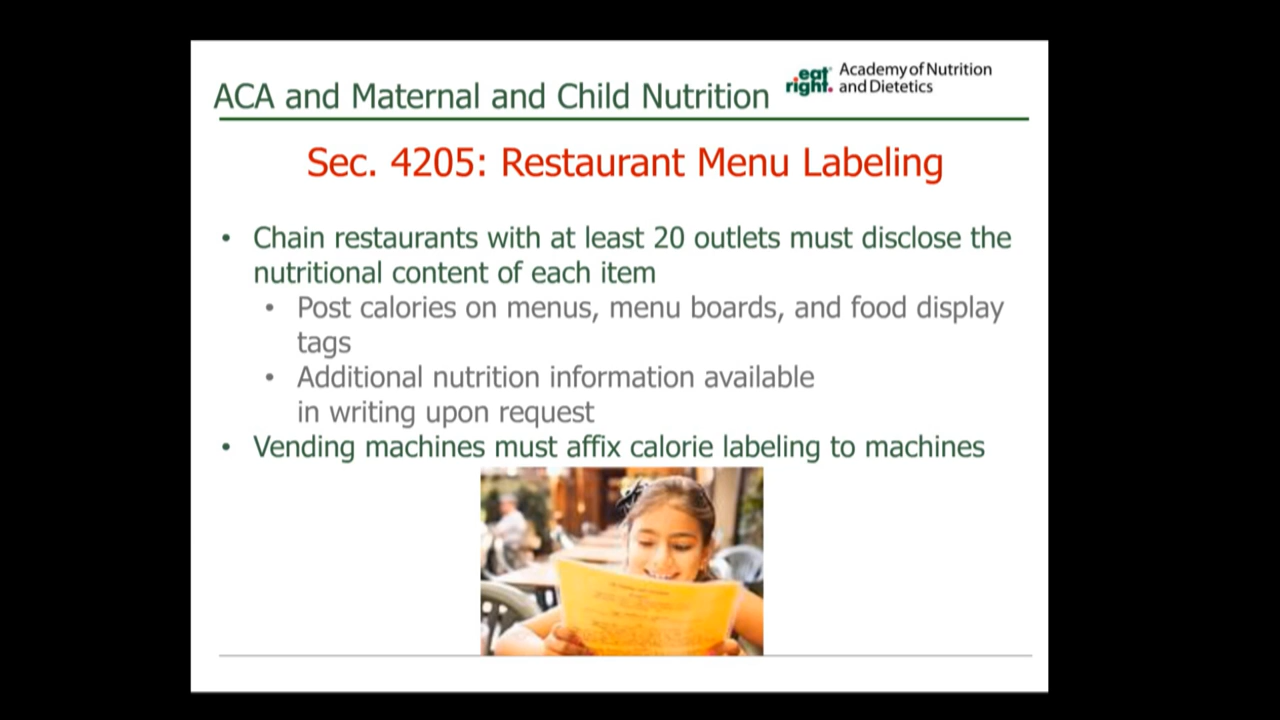 ACA and Maternal and Child Nutrition
eat right. Academy of Nutrition
and Dietetics
Sec. 4205: Restaurant Menu Labeling
• Chain restaurants with at least 20 outlets must disclose the
nutritional content of each item
• Post calories on menus, menu boards, and food display
tags
• Additional nutrition information available
in writing upon request
• Vending machines must affix calorie labeling to machines